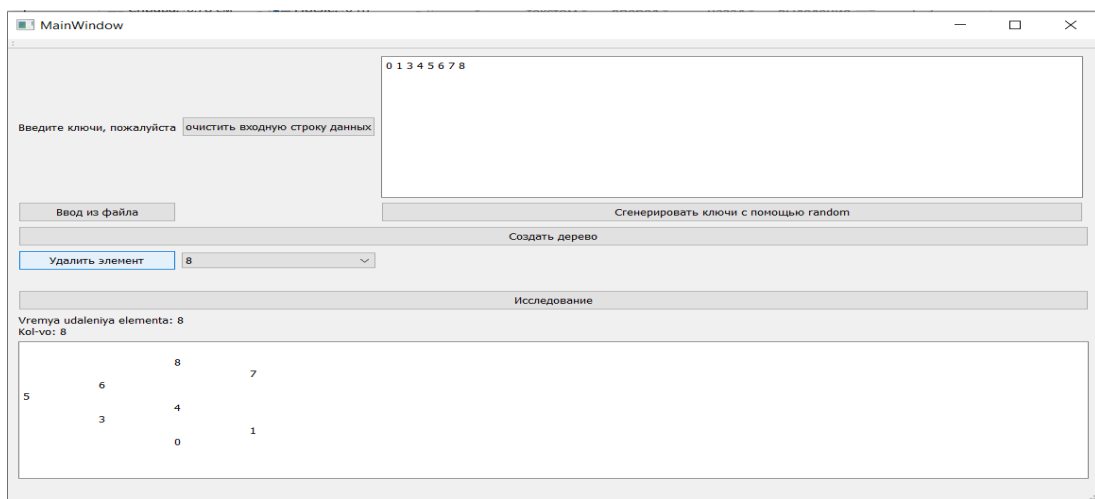 MainWindow
0 1 3 4 5 6 7 8
Введите ключи, пожалуйста
очистить входную строку данных
Ввод из файла
Сгенерировать ключи с помощью random
Создать дерево
Удалить элемент
8
Исследование
Vremya udaleniya elementa: 8
Kol-vo: 8
8
7
6
5
4
3
1
0